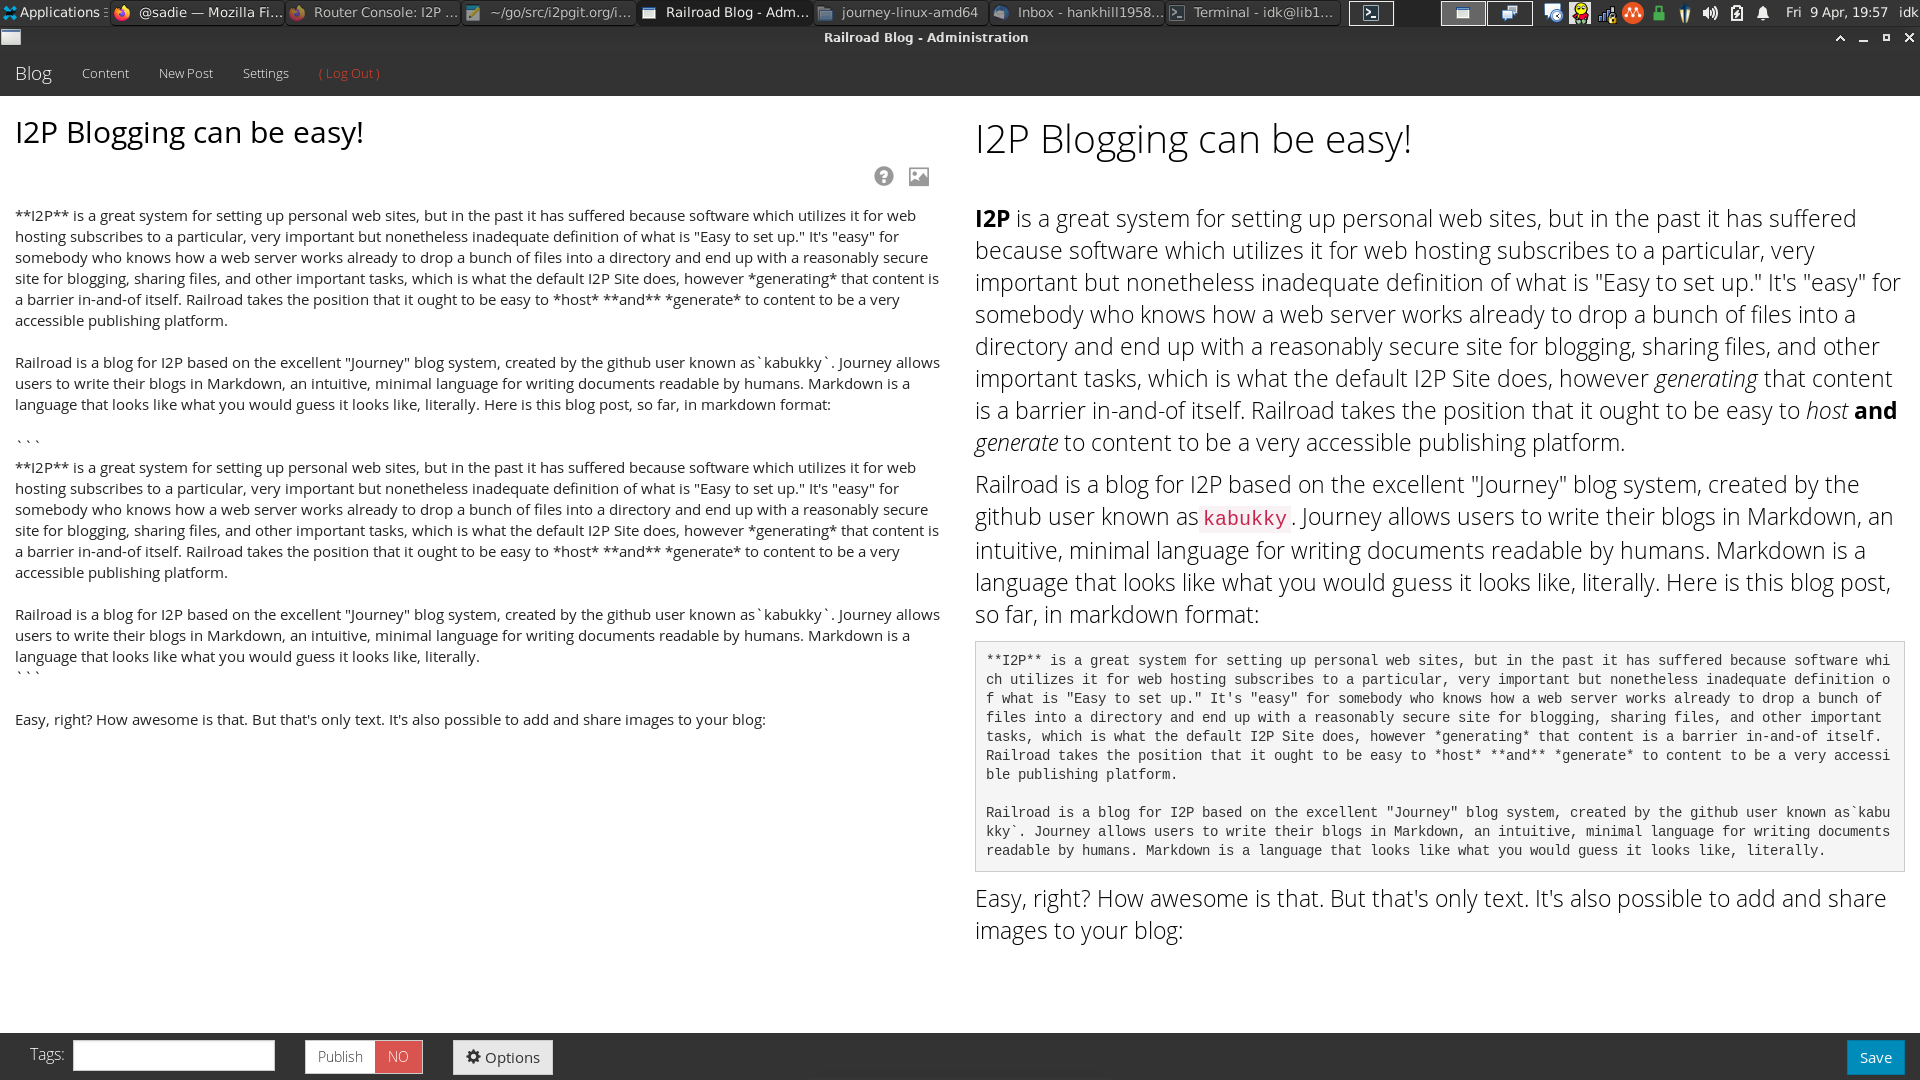 Applications
@sadie — Mozilla Fi...
Router Console: I2P ...
~/go/src/i2pgit.org/i...
Railroad Blog - Adm...
journey-linux-amd64
Inbox - hankhill1958...
Terminal - idk@lib1...
Fri 9 Apr, 19:57 idk
Railroad Blog - Administration
Blog Content New Post Settings ( Log Out )
I2P Blogging can be easy!
**I2P** is a great system for setting up personal web sites, but in the past it has suffered because software which utilizes it for web
hosting subscribes to a particular, very important but nonetheless inadequate definition of what is "Easy to set up." It's "easy" for
somebody who knows how a web server works already to drop a bunch of files into a directory and end up with a reasonably secure
site for blogging, sharing files, and other important tasks, which is what the default I2P Site does, however *generating* that content is
a barrier in-and-of itself. Railroad takes the position that it ought to be easy to *host* **and** *generate* to content to be a very
accessible publishing platform.
Railroad is a blog for I2P based on the excellent "Journey" blog system, created by the github user known as`kabukky`. Journey allows
users to write their blogs in Markdown, an intuitive, minimal language for writing documents readable by humans. Markdown is a
language that looks like what you would guess it looks like, literally. Here is this blog post, so far, in markdown format:
```
**I2P** is a great system for setting up personal web sites, but in the past it has suffered because software which utilizes it for web
hosting subscribes to a particular, very important but nonetheless inadequate definition of what is "Easy to set up." It's "easy" for
somebody who knows how a web server works already to drop a bunch of files into a directory and end up with a reasonably secure
site for blogging, sharing files, and other important tasks, which is what the default I2P Site does, however *generating* that content is
a barrier in-and-of itself. Railroad takes the position that it ought to be easy to *host* **and** *generate* to content to be a very
accessible publishing platform.
Railroad is a blog for I2P based on the excellent "Journey" blog system, created by the github user known as`kabukky`. Journey allows
users to write their blogs in Markdown, an intuitive, minimal language for writing documents readable by humans. Markdown is a
language that looks like what you would guess it looks like, literally.
```
Easy, right? How awesome is that. But that's only text. It's also possible to add and share images to your blog:
I2P Blogging can be easy!
I2P is a great system for setting up personal web sites, but in the past it has suffered
because software which utilizes it for web hosting subscribes to a particular, very
important but nonetheless inadequate definition of what is "Easy to set up." It's "easy" for
somebody who knows how a web server works already to drop a bunch of files into a
directory and end up with a reasonably secure site for blogging, sharing files, and other
important tasks, which is what the default I2P Site does, however generating that content
is a barrier in-and-of itself. Railroad takes the position that it ought to be easy to host and
generate to content to be a very accessible publishing platform.
Railroad is a blog for I2P based on the excellent "Journey" blog system, created by the
github user known as kabukky. Journey allows users to write their blogs in Markdown, an
intuitive, minimal language for writing documents readable by humans. Markdown is a
language that looks like what you would guess it looks like, literally. Here is this blog post,
so far, in markdown format:
**I2P** is a great system for setting up personal web sites, but in the past it has suffered because software whi
ch utilizes it for web hosting subscribes to a particular, very important but nonetheless inadequate definition o
f what is "Easy to set up." It's "easy" for somebody who knows how a web server works already to drop a bunch of
files into a directory and end up with a reasonably secure site for blogging, sharing files, and other important
tasks, which is what the default I2P Site does, however *generating* that content is a barrier in-and-of itself.
Railroad takes the position that it ought to be easy to *host* **and** *generate* to content to be a very accessi
ble publishing platform.
Railroad is a blog for I2P based on the excellent "Journey" blog system, created by the github user known as`kabu
kky`. Journey allows users to write their blogs in Markdown, an intuitive, minimal language for writing documents
readable by humans. Markdown is a language that looks like what you would guess it looks like, literally.
Easy, right? How awesome is that. But that's only text. It's also possible to add and share
images to your blog:
Tags: Publish NO Options Save